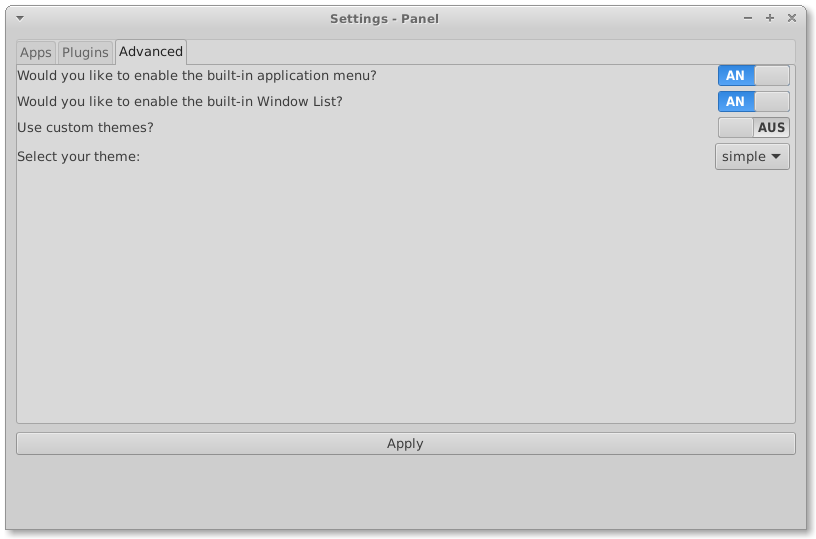 Settings - Panel
Apps Plugins Advanced
Would you like to enable the built-in application menu? AN
Would you like to enable the built-in Window List? AN
Use custom themes? AUS
Select your theme: simple
Apply